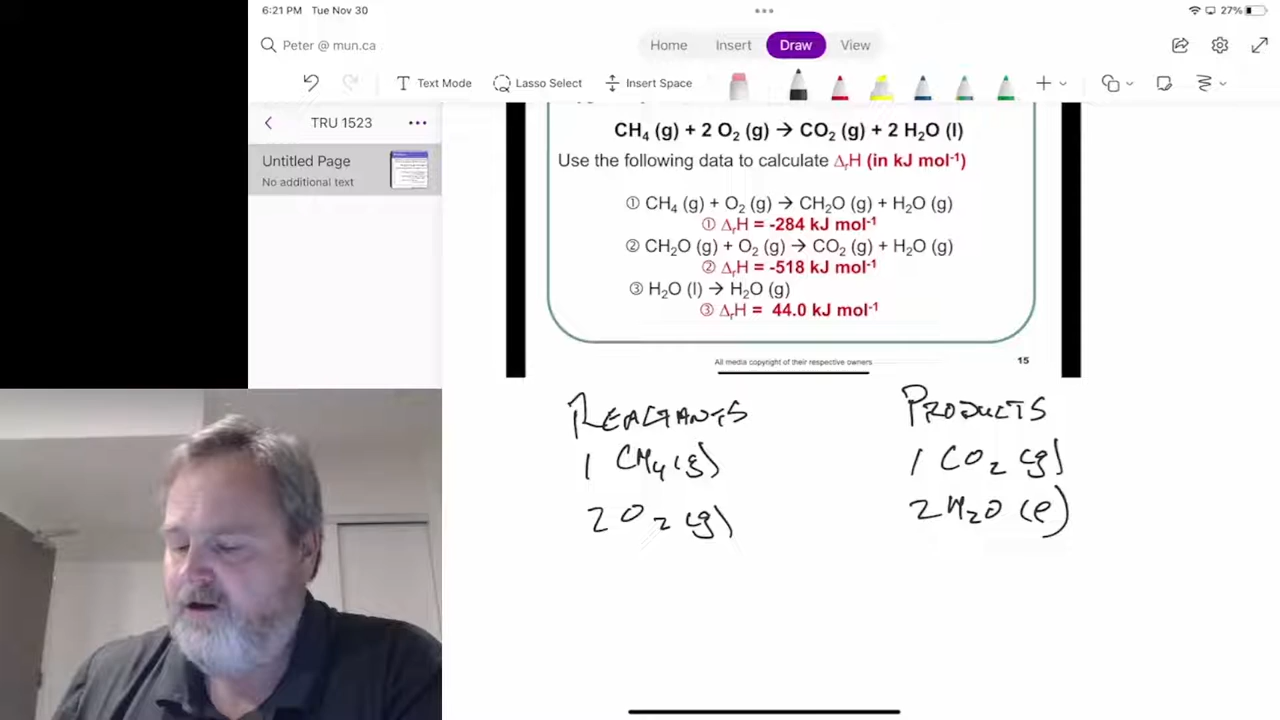 6:21 PM Tue Nov 30
27%
Peter @ mun.ca
Home Insert Draw View
Text Mode Lasso Select Insert Space
TRU 1523
Untitled Page
No additional text
CH₄ (g) + 2 O₂ (g) → CO₂ (g) + 2 H₂O (l)
Use the following data to calculate ΔᵣH (in kJ mol⁻¹)
① CH₄ (g) + O₂ (g) → CH₂O (g) + H₂O (g)
① ΔᵣH = -284 kJ mol⁻¹
② CH₂O (g) + O₂ (g) → CO₂ (g) + H₂O (g)
② ΔᵣH = -518 kJ mol⁻¹
③ H₂O (l) → H₂O (g)
③ ΔᵣH = 44.0 kJ mol⁻¹
All media copyright of their respective owners
15
REACTANTS PRODUCTS
1 CH₄ (g) 1 CO₂ (g)
2 O₂ (g) 2 H₂O (l)